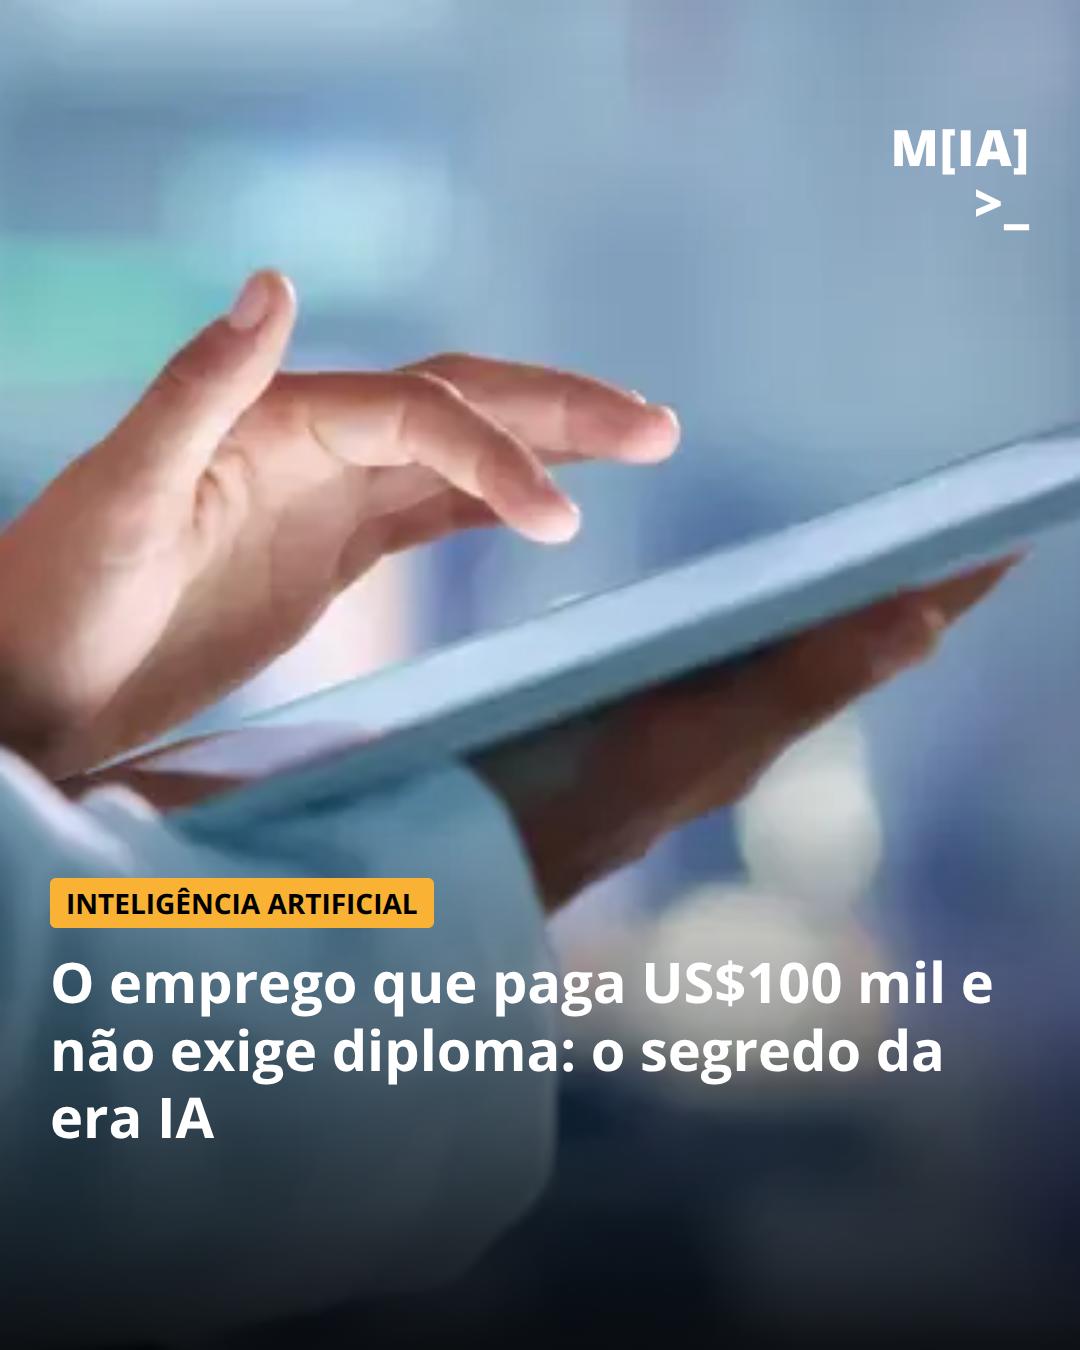 M[IA]
>_
INTELIGÊNCIA ARTIFICIAL
O emprego que paga US$100 mil e
não exige diploma: o segredo da
era IA